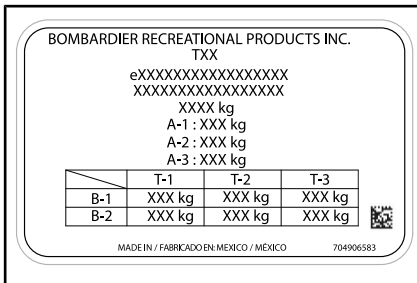 BOMBARDIER RECREATIONAL PRODUCTS INC.
TXX
eXXXXXXXXXXXXXXXXX
XXXXXXXXXXXXXXXXX
XXXX kg
A-1 : XXX kg
A-2 : XXX kg
A-3 : XXX kg
T-1 T-2 T-3
B-1 XXX kg XXX kg XXX kg
B-2 XXX kg XXX kg XXX kg
MADE IN / FABRICADO EN: MEXICO / MÉXICO 704906583